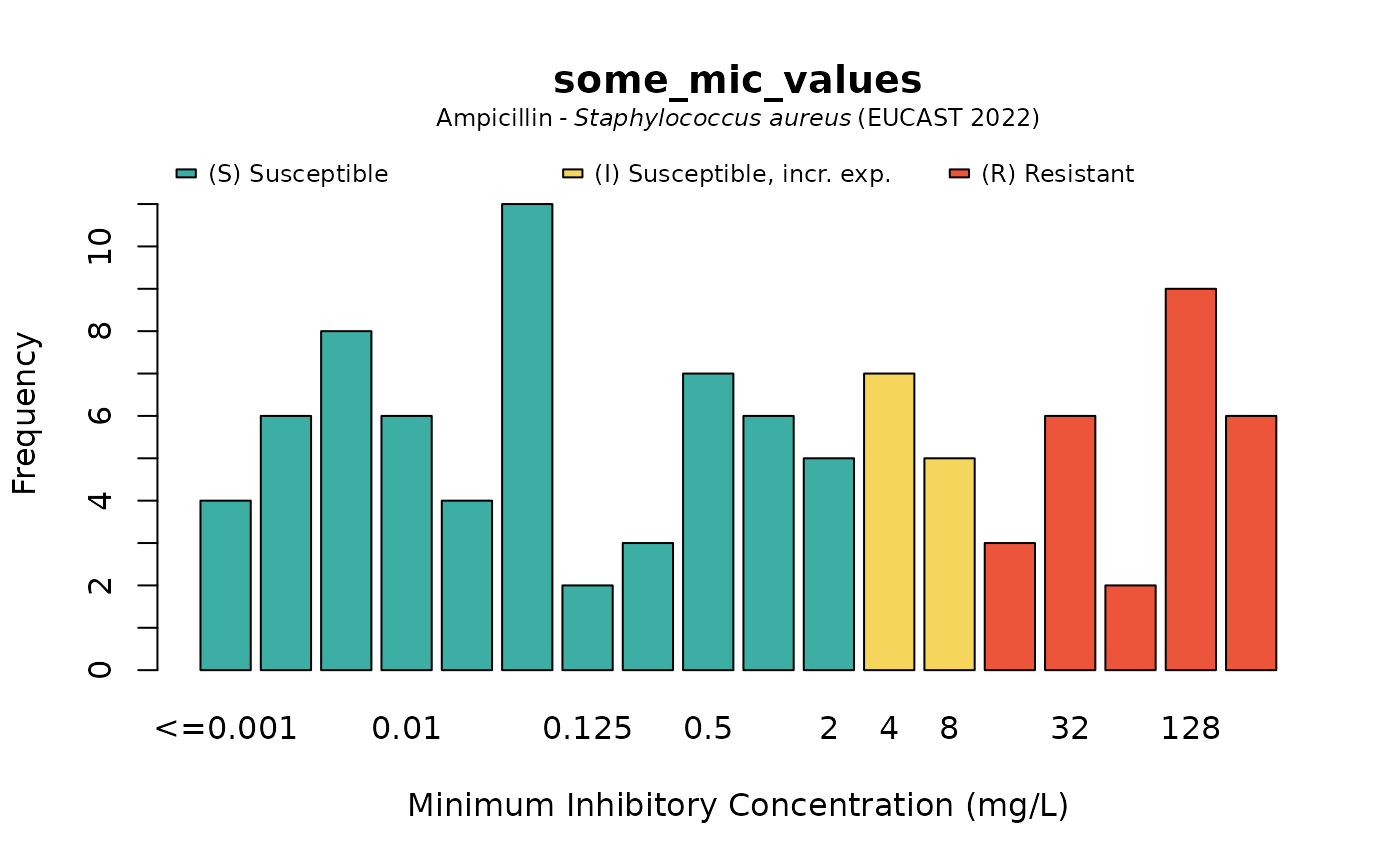 some_mic_values
Ampicillin - Staphylococcus aureus (EUCAST 2022)
(S) Susceptible (I) Susceptible, incr. exp. (R) Resistant
Frequency
10
8
6
4
2
0
<=0.001 0.01 0.125 0.5 2 4 8 32 128
Minimum Inhibitory Concentration (mg/L)